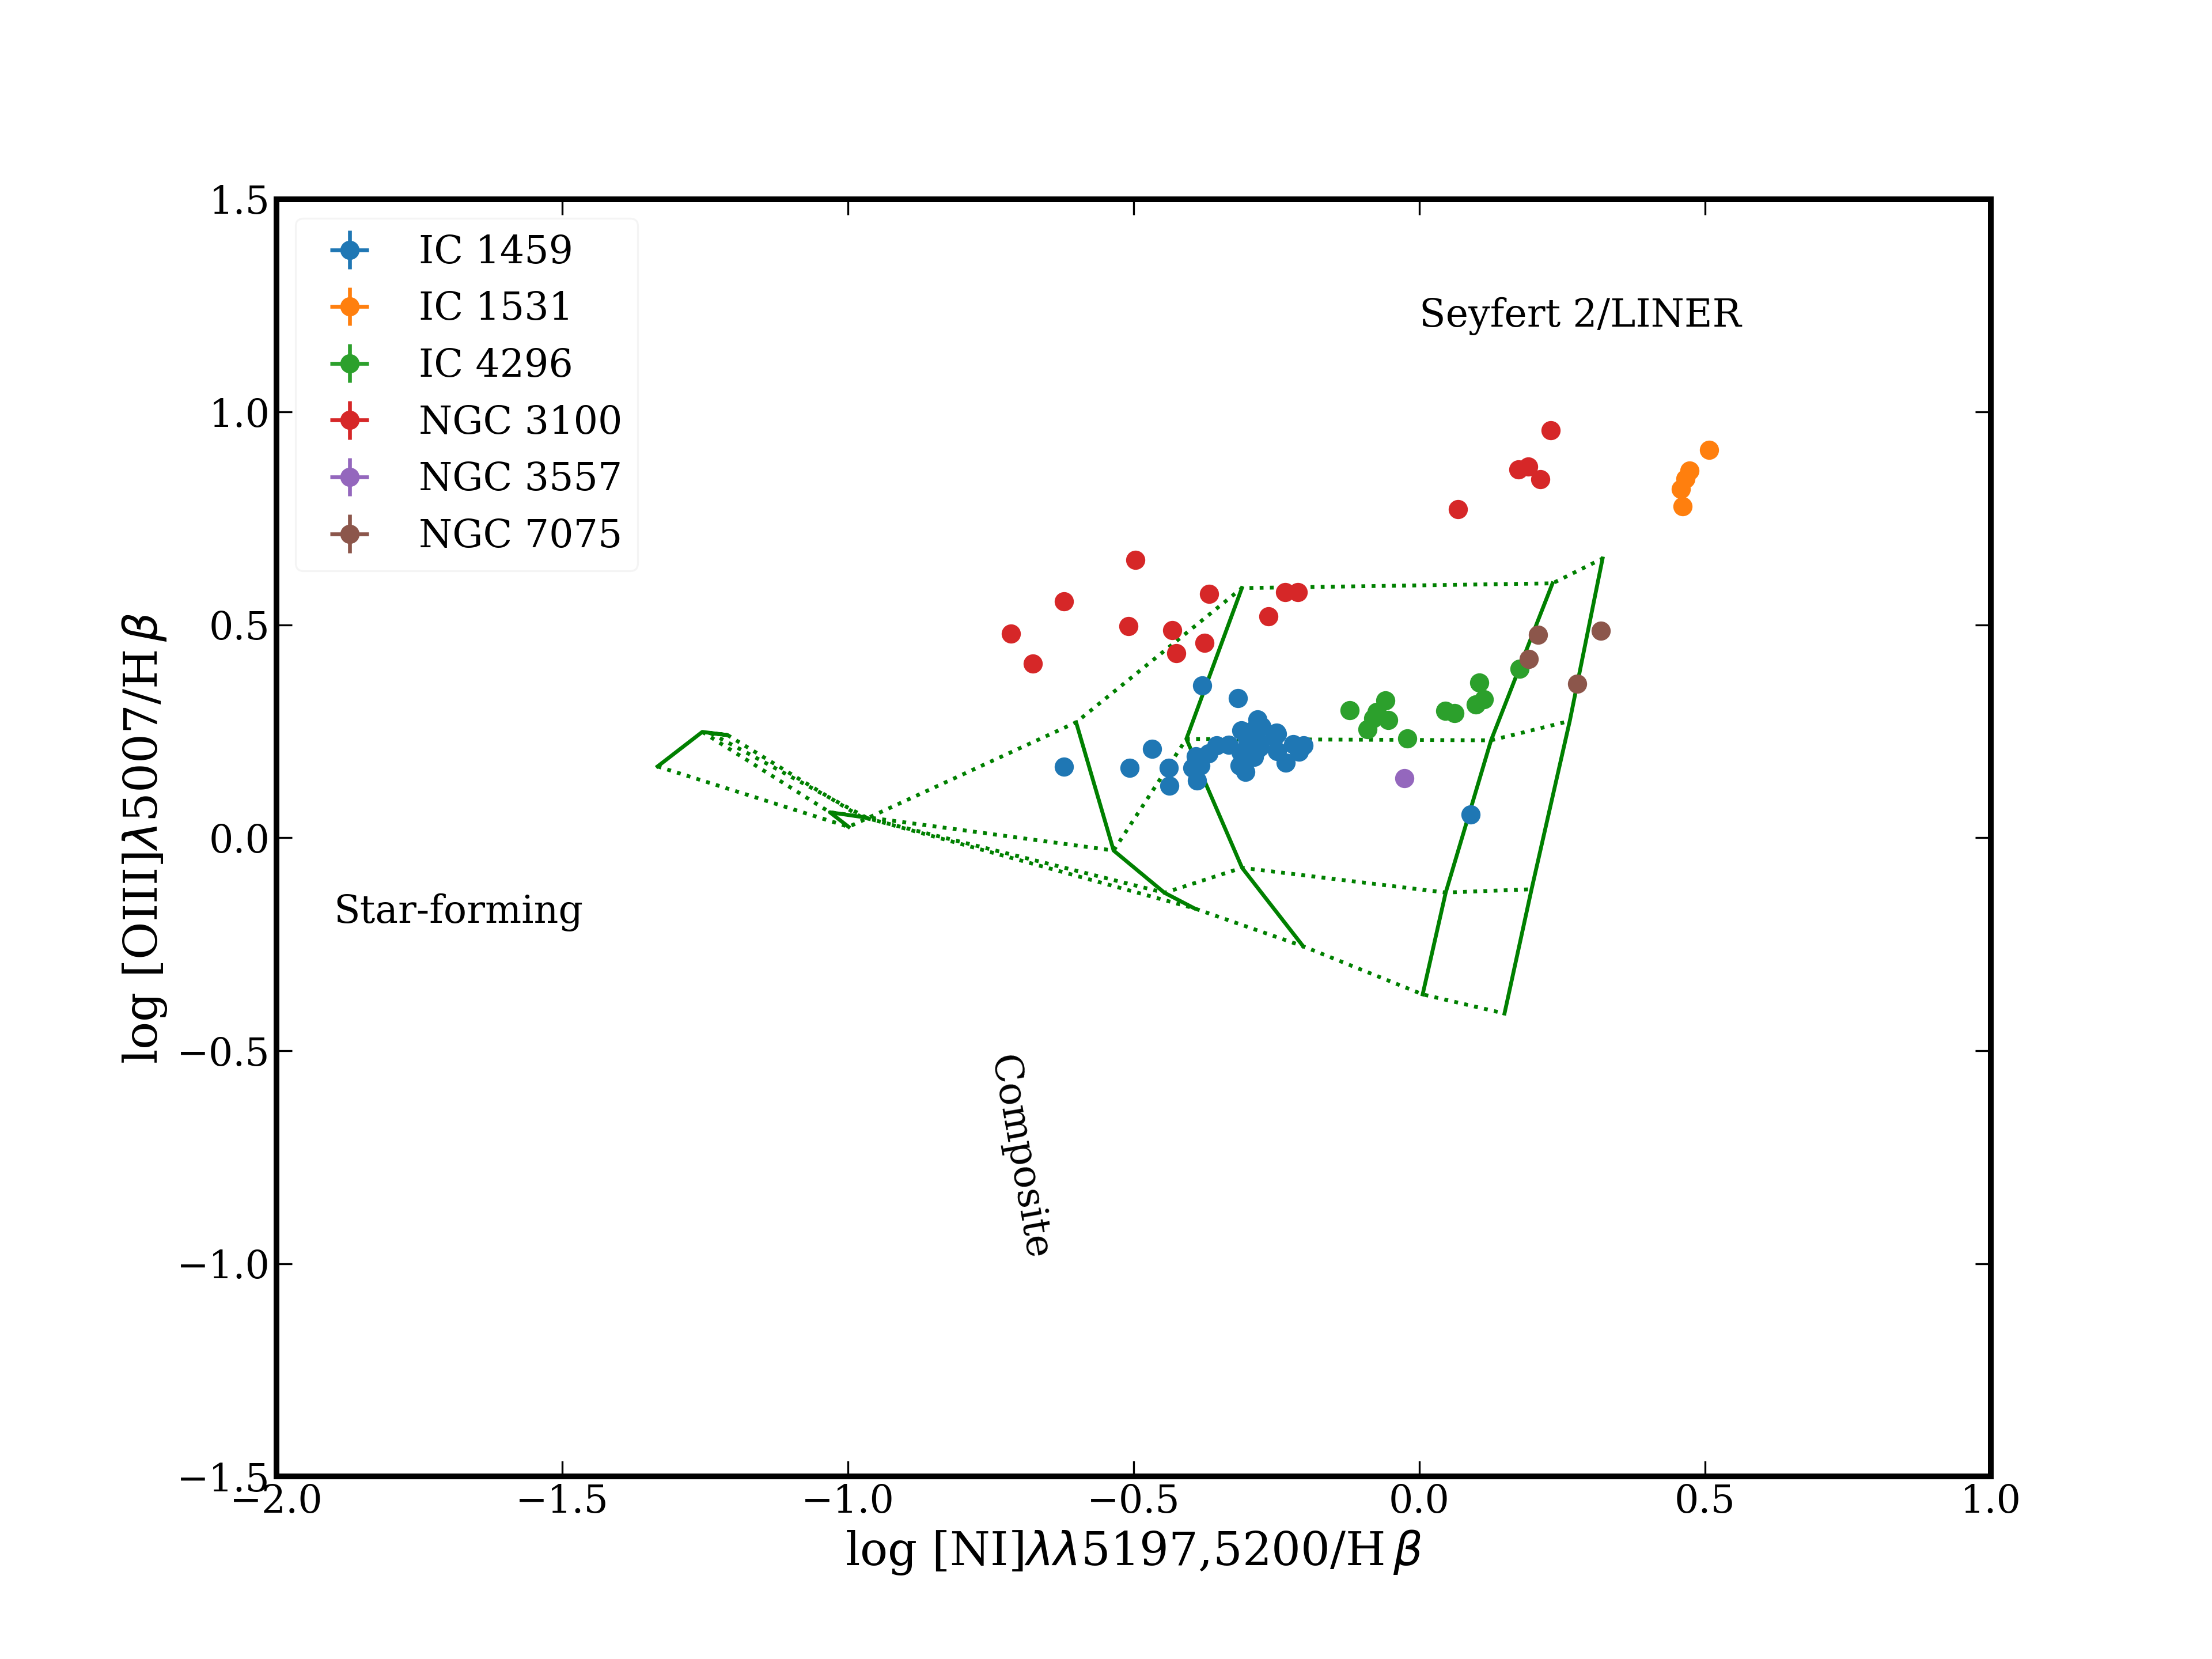 1.5
1.0
0.5
0.0
−0.5
−1.0
−1.5
log [OIII]λ5007/Hβ
IC 1459
IC 1531
IC 4296
NGC 3100
NGC 3557
NGC 7075
Seyfert 2/LINER
Star-forming
Composite
−2.0 −1.5 −1.0 −0.5 0.0 0.5 1.0
log [NI]λλ5197,5200/Hβ